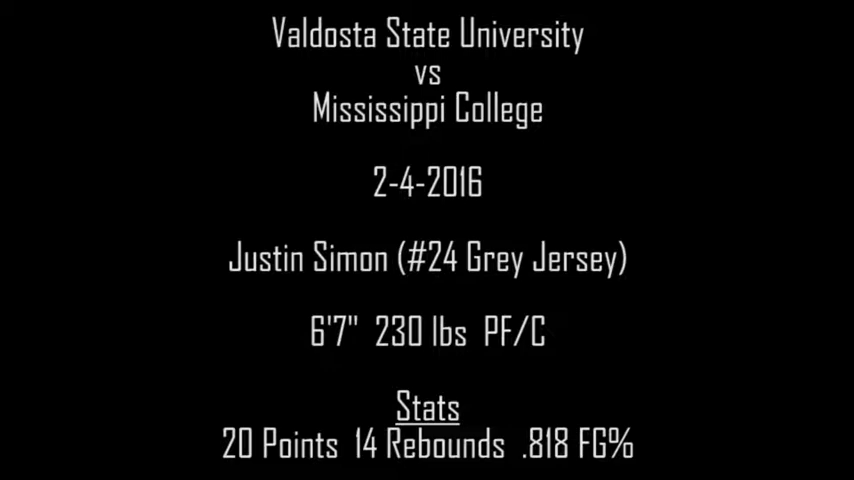 Valdosta State University
vs
Mississippi College
2-4-2016
Justin Simon (#24 Grey Jersey)
6'7" 230 lbs PF/C
Stats
20 Points 14 Rebounds .818 FG%